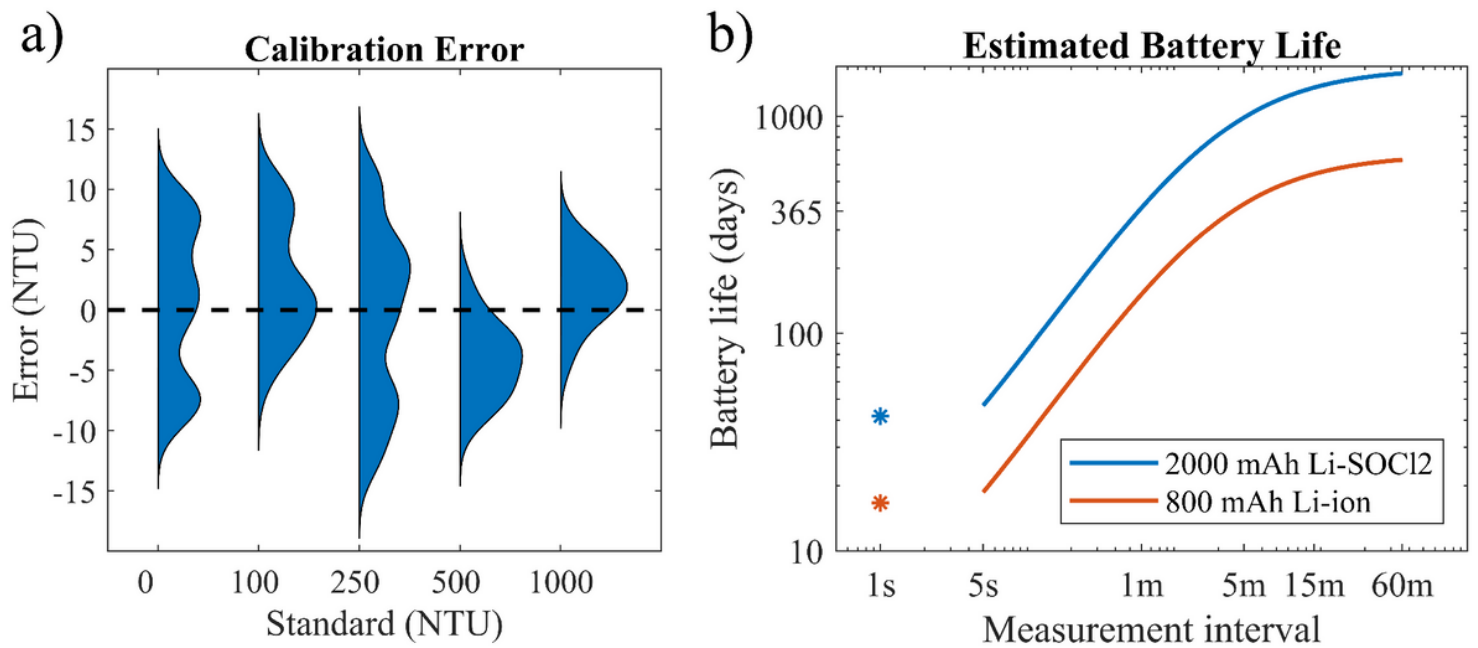 a)
Calibration Error
15
10
5
0
-5
-10
-15
Error (NTU)
0 100 250 500 1000
Standard (NTU)
b)
Estimated Battery Life
1000
365
100
10
Battery life (days)
2000 mAh Li-SOCl2
800 mAh Li-ion
1s 5s 1m 5m 15m 60m
Measurement interval